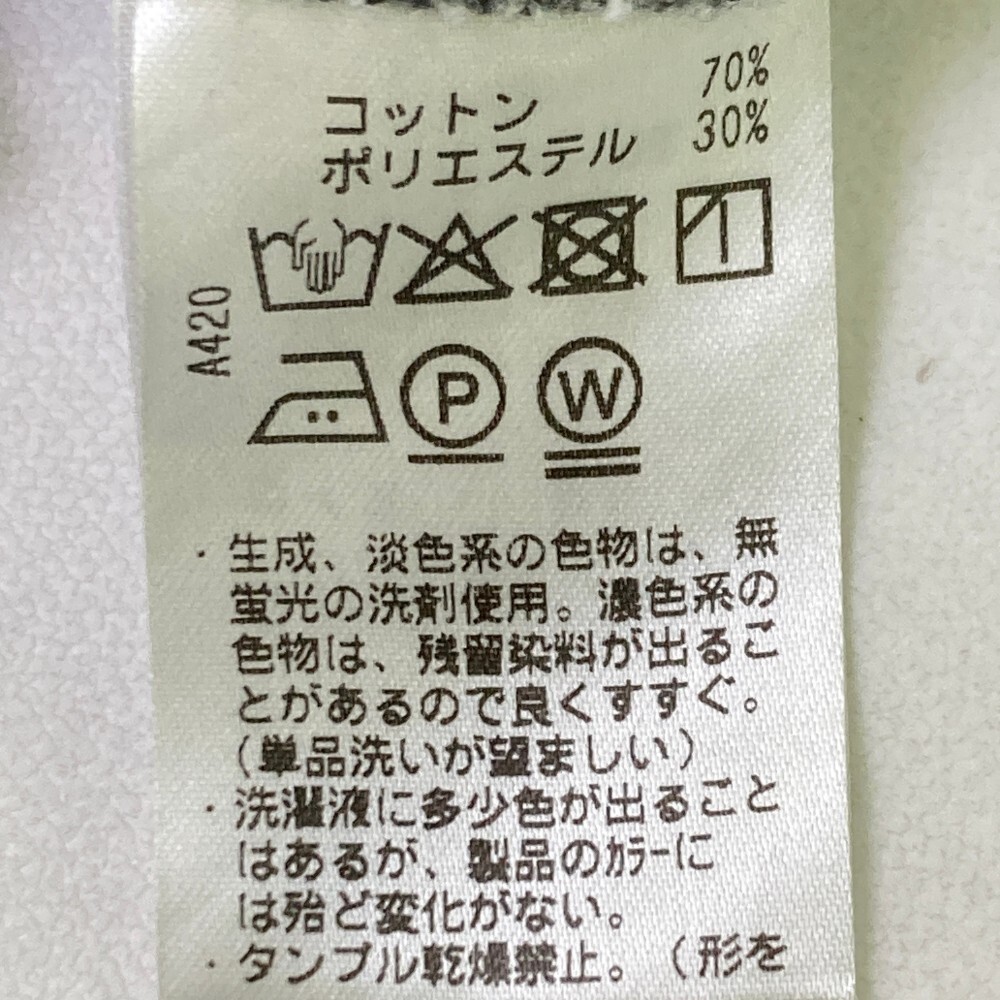 コットン 70%
ポリエステル 30%
A420
P W
・生成、淡色系の色物は、無
蛍光の洗剤使用。濃色系の
色物は、残留染料が出るこ
とがあるので良くすすぐ。
(単品洗いが望ましい)
・洗濯液に多少色が出ること
はあるが、製品のｶﾗｰに
は殆ど変化がない。
・タンブル乾燥禁止。(形を